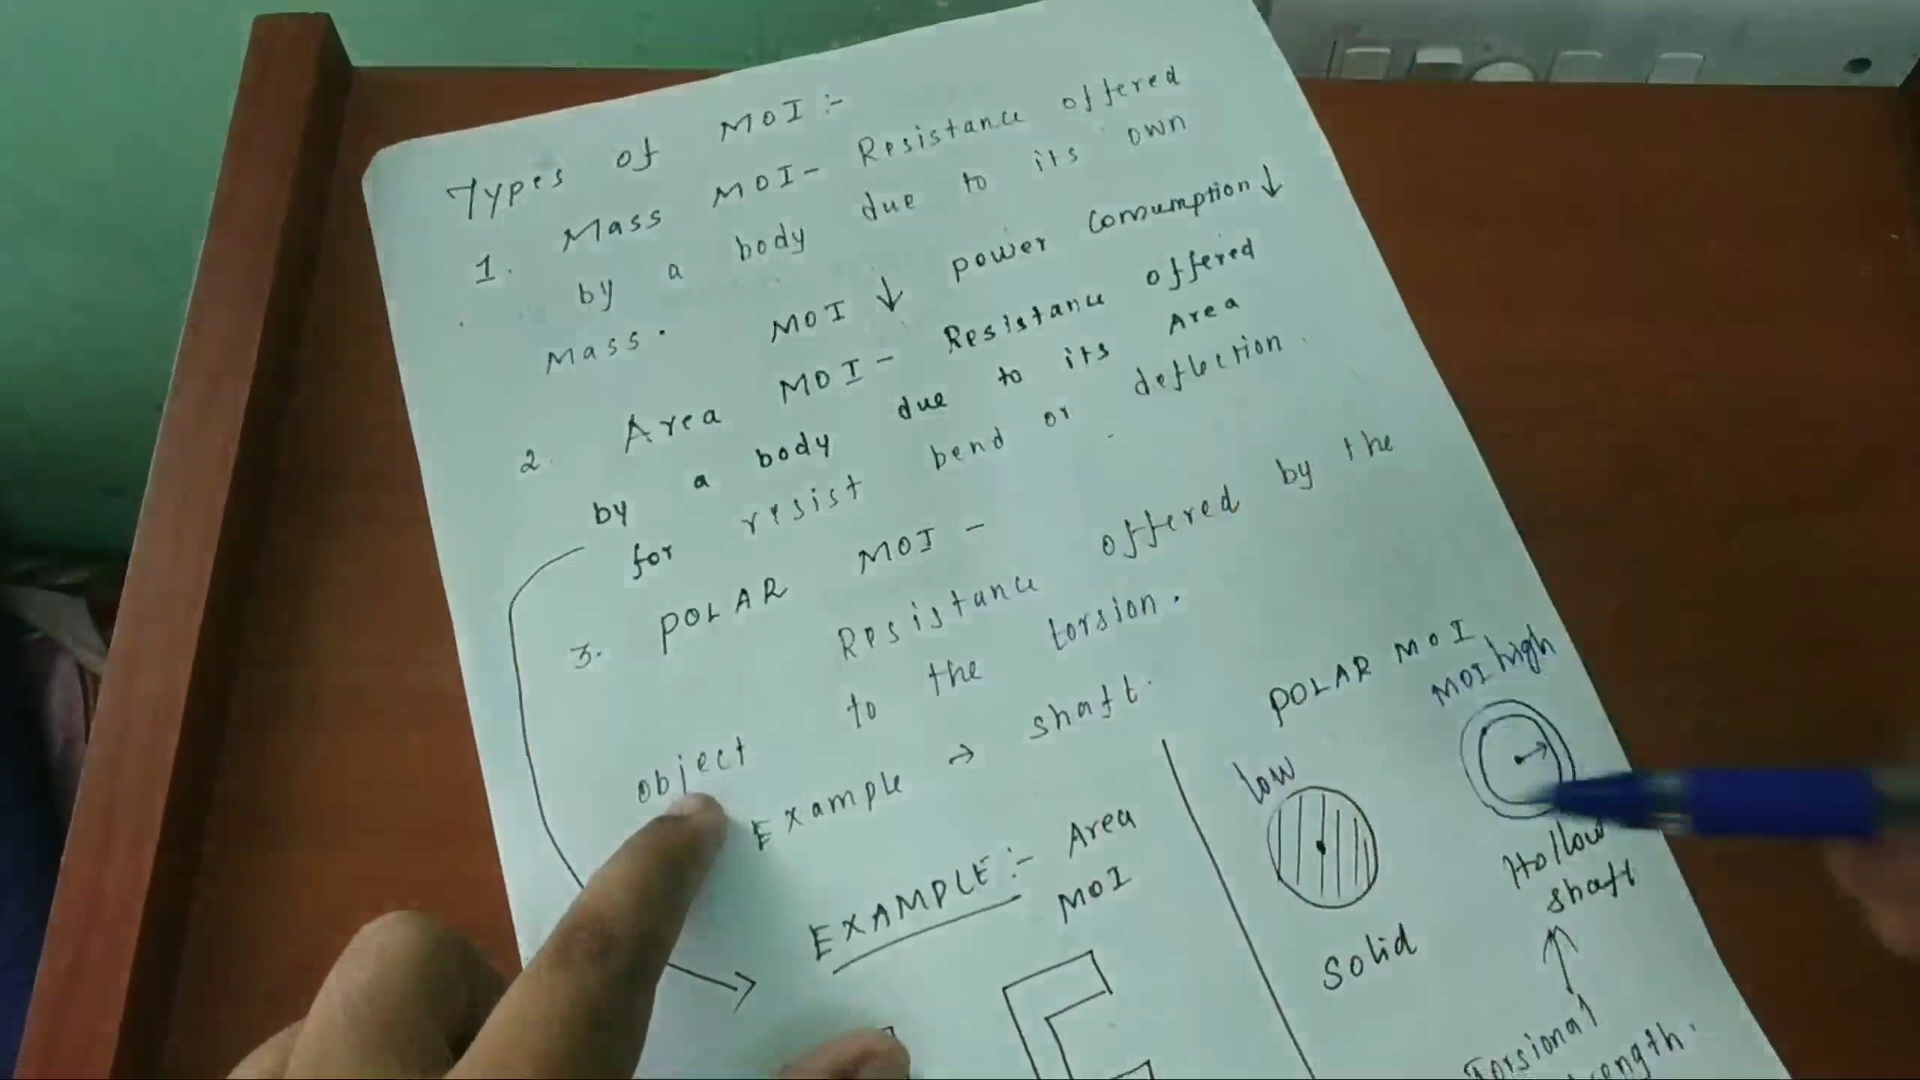 Types of MOI :-
1. Mass MOI - Resistance offered
by a body due to its own
Mass. MOI ↓ power consumption ↓
2. Area MOI - Resistance offered
by a body due to its Area
for resist bend or deflection.
3. POLAR MOI -
Resistance offered by the
object to the torsion.
Example → shaft.
EXAMPLE :- Area
MOI
POLAR MOI
MOI high
low
Hollow
shaft
solid
Torsional